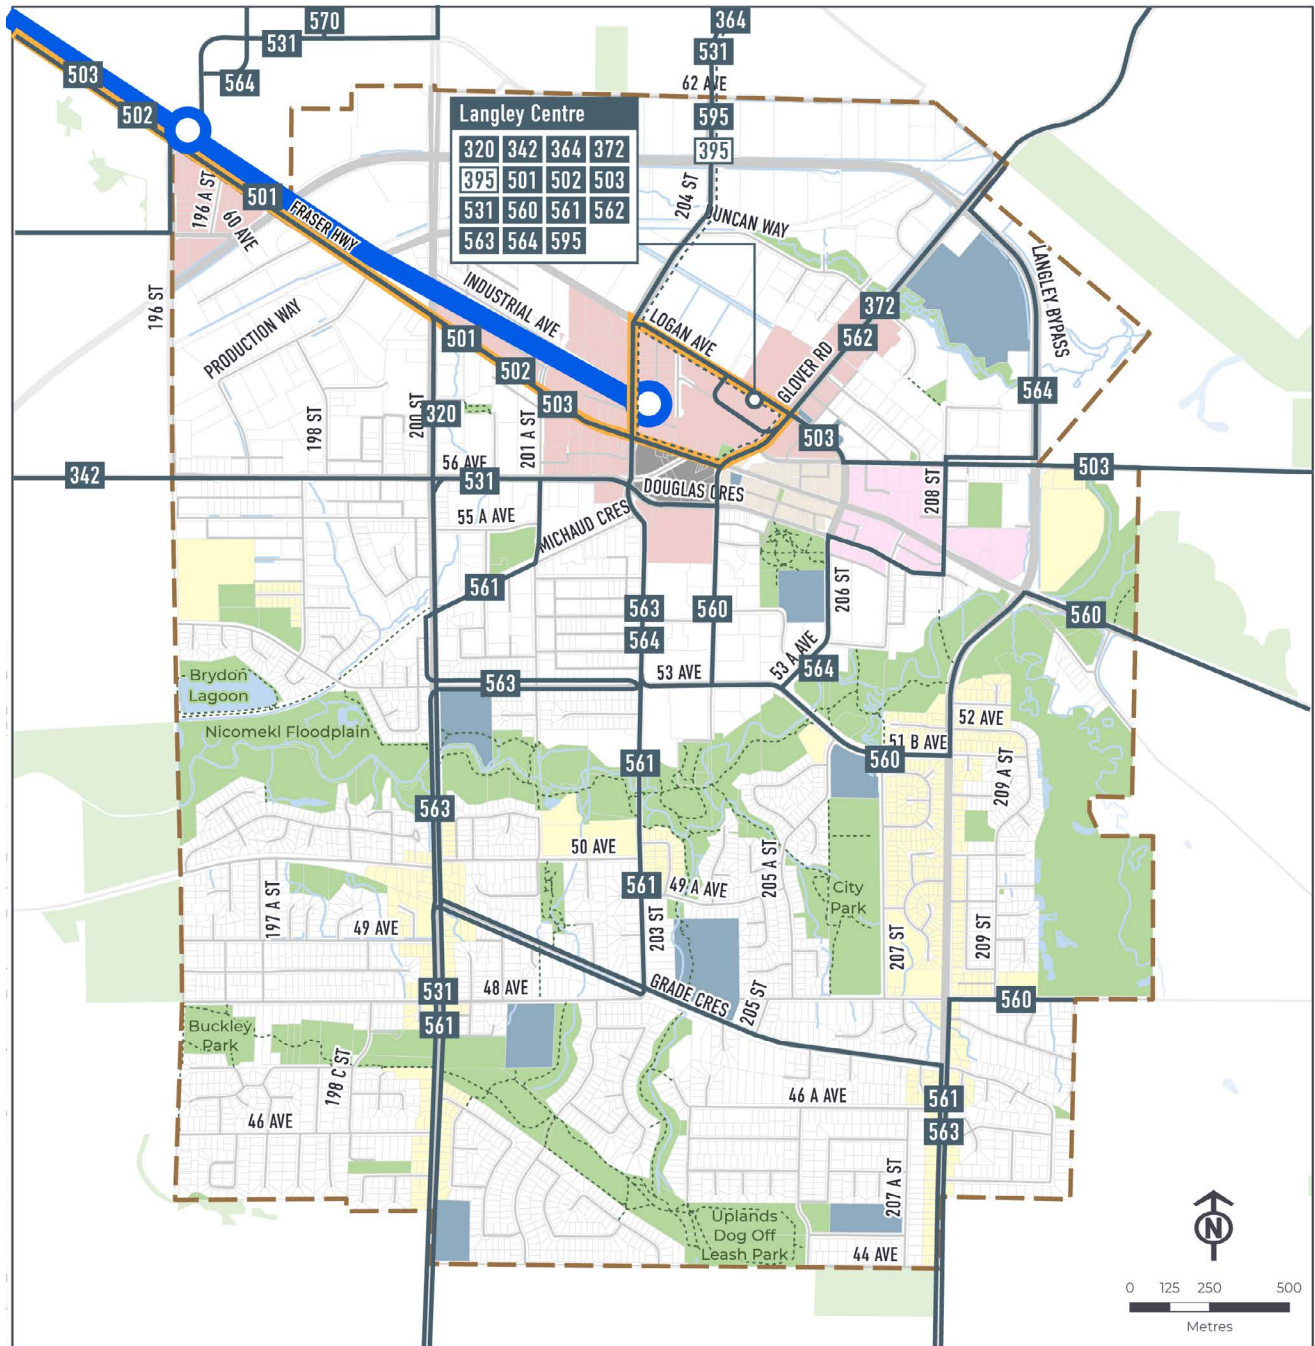 570
364
531
531
503
564
62 AVE
502
595
Langley Centre
320 342 364 372
395 501 502 503
531 560 561 562
563 564 595
395
196 A ST
501
204 ST
60 AVE
FRASER HWY
DUNCAN WAY
LANGLEY BYPASS
196 ST
INDUSTRIAL AVE
372
PRODUCTION WAY
LOGAN AVE
562
501
GLOVER RD
502
564
503
320
200 ST
198 ST
201 A ST
503
56 AVE
503
342
531
DOUGLAS CRES
208 ST
55 A AVE
MICHAUD CRES
561
206 ST
563
560
560
564
53 A AVE
Brydon
Lagoon
563
53 AVE
564
52 AVE
Nicomekl Floodplain
51 B AVE
560
561
209 A ST
563
50 AVE
205 A ST
561
49 A AVE
City
Park
197 A ST
49 AVE
203 ST
207 ST
209 ST
531
48 AVE
GRADE CRES
205 ST
560
Buckley
Park
561
198 C ST
46 A AVE
561
46 AVE
563
207 A ST
Uplands
Dog Off
Leash Park
44 AVE
N
0 125 250 500
Metres